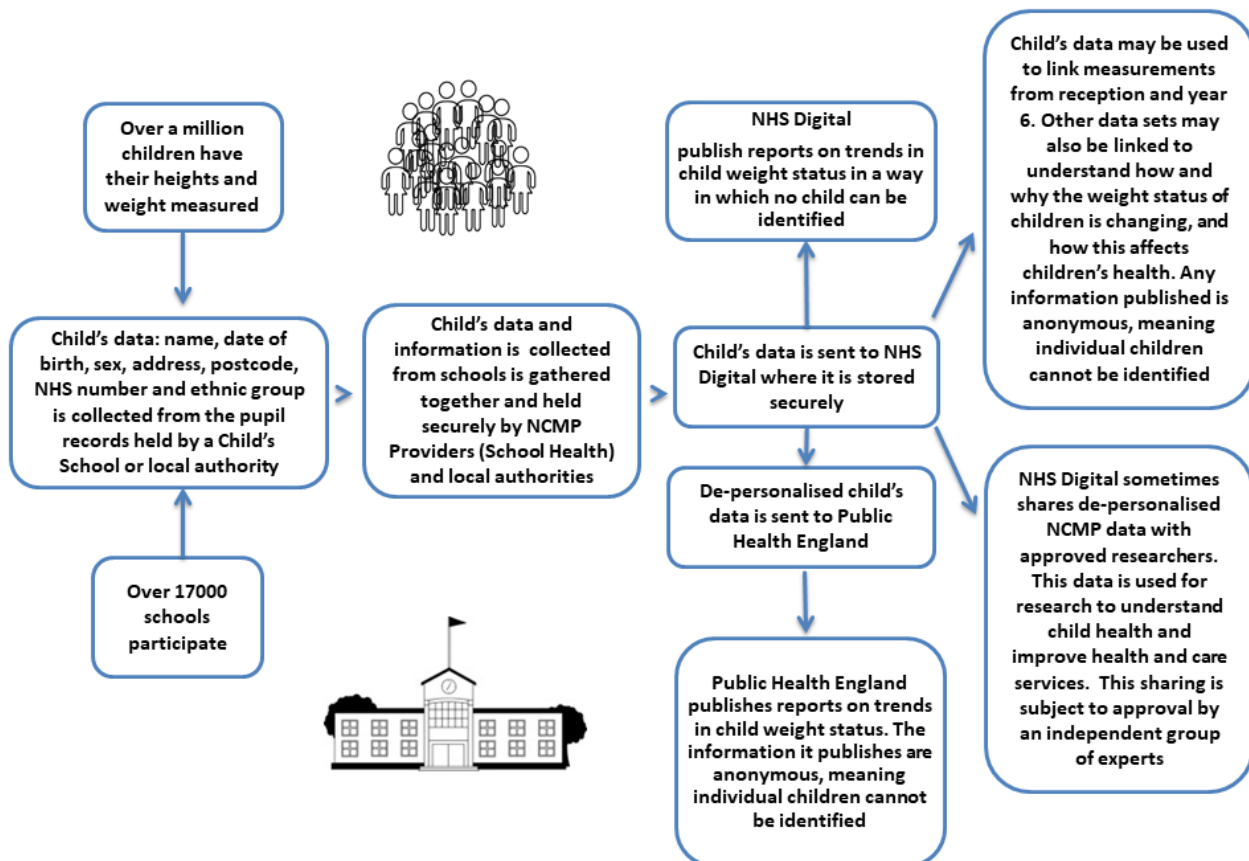 Over a million
children have
their heights and
weight measured
Child’s data: name, date of
birth, sex, address, postcode,
NHS number and ethnic group
is collected from the pupil
records held by a Child’s
School or local authority
Over 17000
schools
participate
Child’s data and
information is  collected
from schools is gathered
together and held
securely by NCMP
Providers (School Health)
and local authorities
NHS Digital
publish reports on trends in
child weight status in a way
in which no child can be
identified
Child’s data is sent to NHS
Digital where it is stored
securely
De-personalised child’s
data is sent to Public
Health England
Public Health England
publishes reports on trends
in child weight status. The
information it publishes are
anonymous, meaning
individual children cannot
be identified
Child’s data may be used
to link measurements
from reception and year
6. Other data sets may
also be linked to
understand how and
why the weight status of
children is changing, and
how this affects
children’s health. Any
information published is
anonymous, meaning
individual children
cannot be identified
NHS Digital sometimes
shares de-personalised
NCMP data with
approved researchers.
This data is used for
research to understand
child health and
improve health and care
services.  This sharing is
subject to approval by
an independent group
of experts